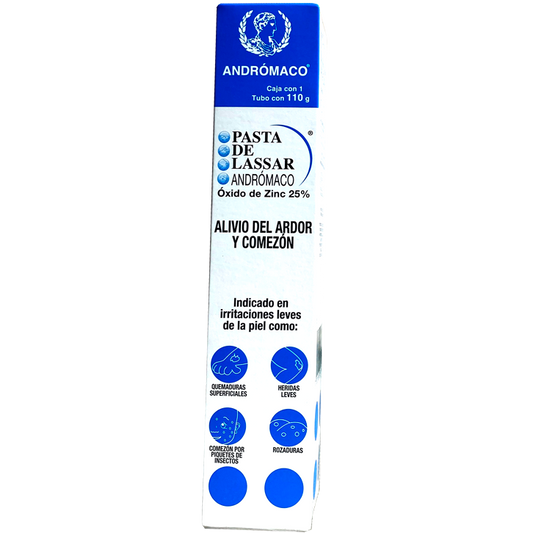 ANDRÓMACO®
Caja con 1
Tubo con 110 g
PASTA ®
DE
LASSAR
ANDRÓMACO
Óxido de Zinc 25%
ALIVIO DEL ARDOR
Y COMEZÓN
Indicado en
irritaciones leves
de la piel como:
QUEMADURAS
SUPERFICIALES
HERIDAS
LEVES
COMEZÓN POR
PIQUETES DE
INSECTOS
ROZADURAS